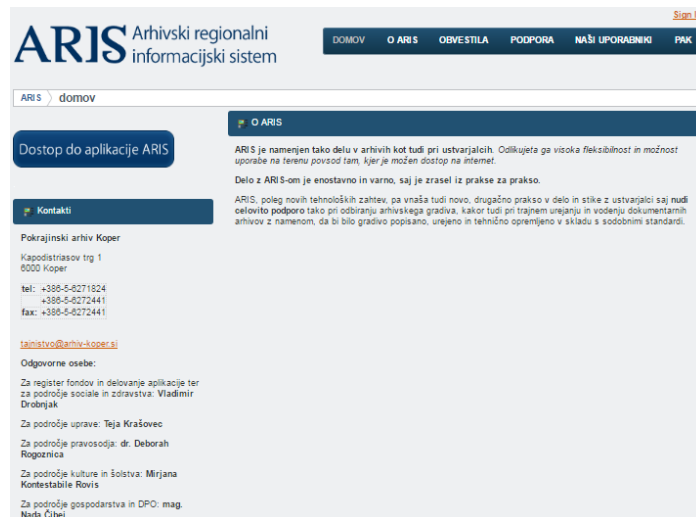 Sign I
ARIS Arhivski regionalni
informacijski sistem
DOMOV O ARIS OBVESTILA PODPORA NAŠI UPORABNIKI PAK
ARIS domov
Dostop do aplikacije ARIS
Kontakti
Pokrajinski arhiv Koper
Kapodistriasov trg 1
6000 Koper
tel: +386-5-6271824
+386-5-6272441
fax: +386-5-6272441
tajnistvo@arhiv-koper.si
Odgovorne osebe:
Za register fondov in delovanje aplikacije ter
za področje sociale in zdravstva: Vladimir
Drobnjak
Za področje uprave: Teja Krašovec
Za področje pravosodja: dr. Deborah
Rogoznica
Za področje kulture in šolstva: Mirjana
Kontestabile Rovis
Za področje gospodarstva in DPO: mag.
Nada Čibej
O ARIS
ARIS je namenjen tako delu v arhivih kot tudi pri ustvarjalcih. Odlikujeta ga visoka fleksibilnost in možnost
uporabe na terenu povsod tam, kjer je možen dostop na internet.
Delo z ARIS-om je enostavno in varno, saj je zrasel iz prakse za prakso.
ARIS, poleg novih tehnoloških zahtev, pa vnaša tudi novo, drugačno prakso v delo in stike z ustvarjalci saj nudi
celovito podporo tako pri odbiranju arhivskega gradiva, kakor tudi pri trajnem urejanju in vodenju dokumentarnih
arhivov z namenom, da bi bilo gradivo popisano, urejeno in tehnično opremljeno v skladu s sodobnimi standardi.